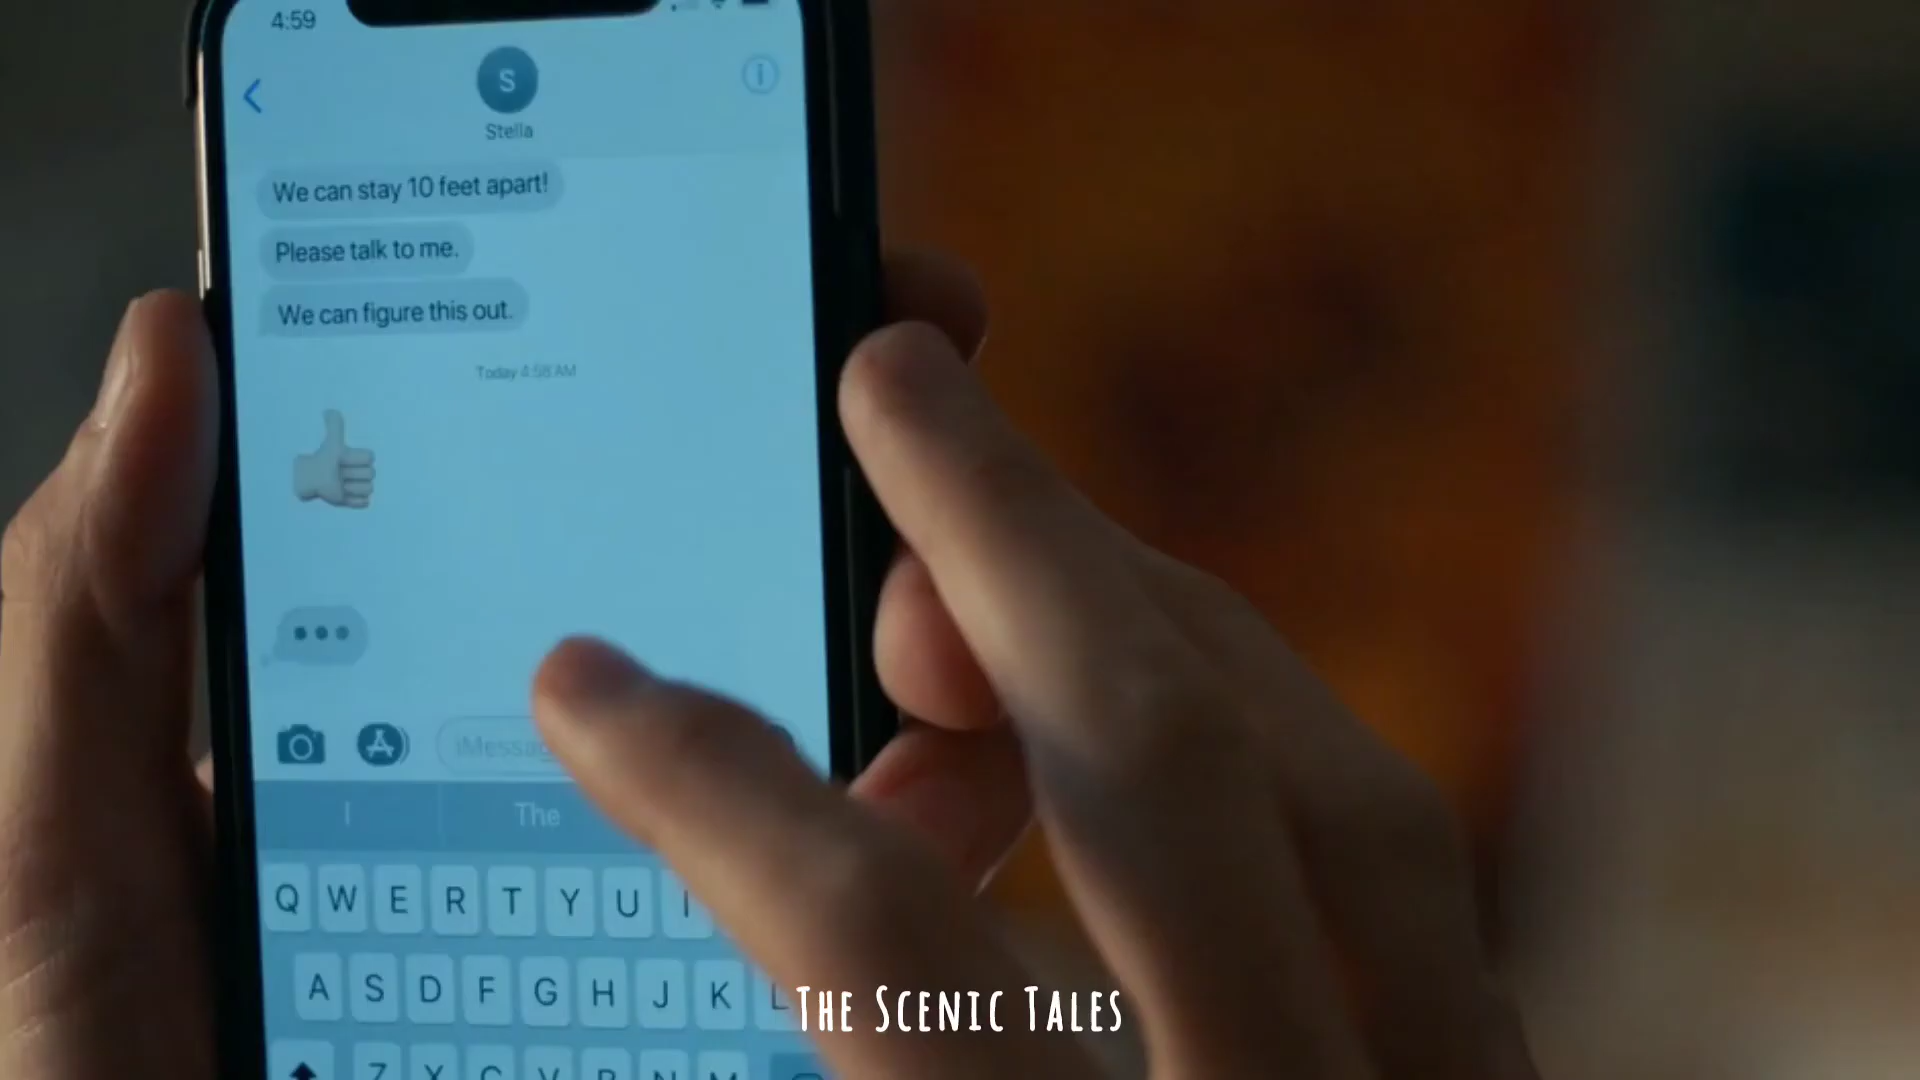 4:59
S
Stella
We can stay 10 feet apart!
Please talk to me.
We can figure this out.
Today 4:58 AM
I
The
Q W E R T Y U I
A S D F G H J K L
THE SCENIC TALES
Z X C V B N M